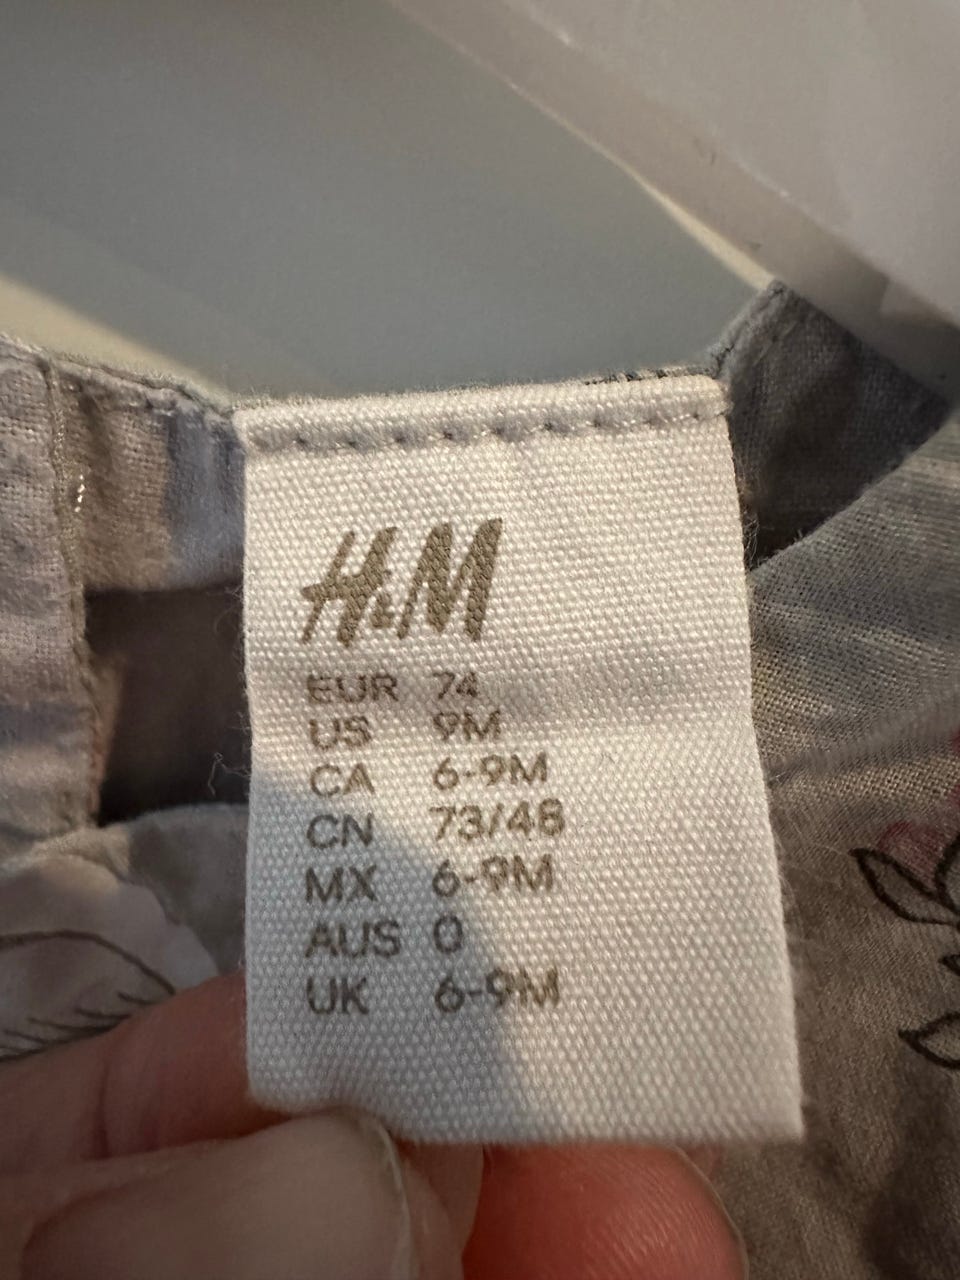 H&M
EUR 74
US 9M
CA 6-9M
CN 73/48
MX 6-9M
AUS 0
UK 6-9M